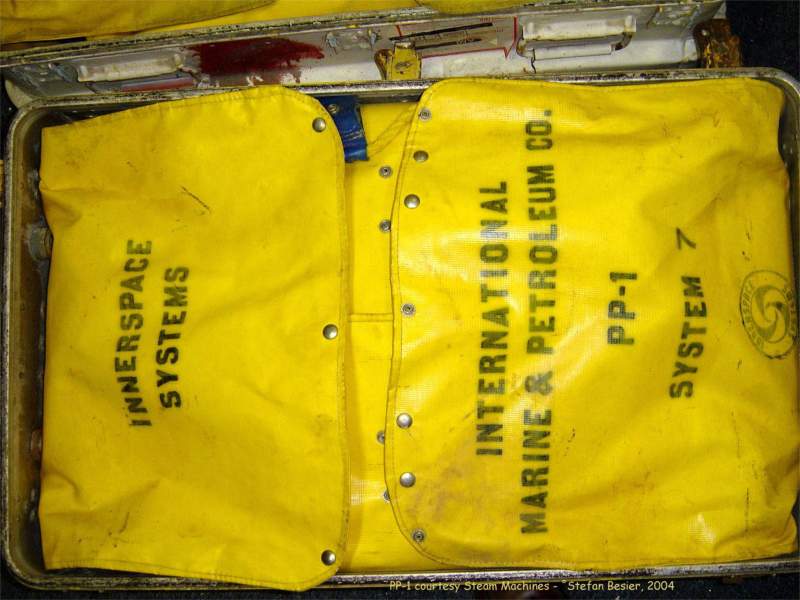 INNERSPACE
SYSTEMS
INTERNATIONAL
MARINE & PETROLEUM CO.
PP-1
SYSTEM 7
PP-1 courtesy Steam Machines - "Stefan Besier, 2004